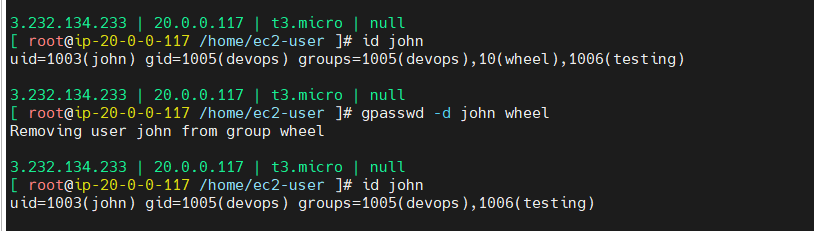 3.232.134.233 | 20.0.0.117 | t3.micro | null
[ root@ip-20-0-0-117 /home/ec2-user ]# id john
uid=1003(john) gid=1005(devops) groups=1005(devops),10(wheel),1006(testing)
3.232.134.233 | 20.0.0.117 | t3.micro | null
[ root@ip-20-0-0-117 /home/ec2-user ]# gpasswd -d john wheel
Removing user john from group wheel
3.232.134.233 | 20.0.0.117 | t3.micro | null
[ root@ip-20-0-0-117 /home/ec2-user ]# id john
uid=1003(john) gid=1005(devops) groups=1005(devops),1006(testing)